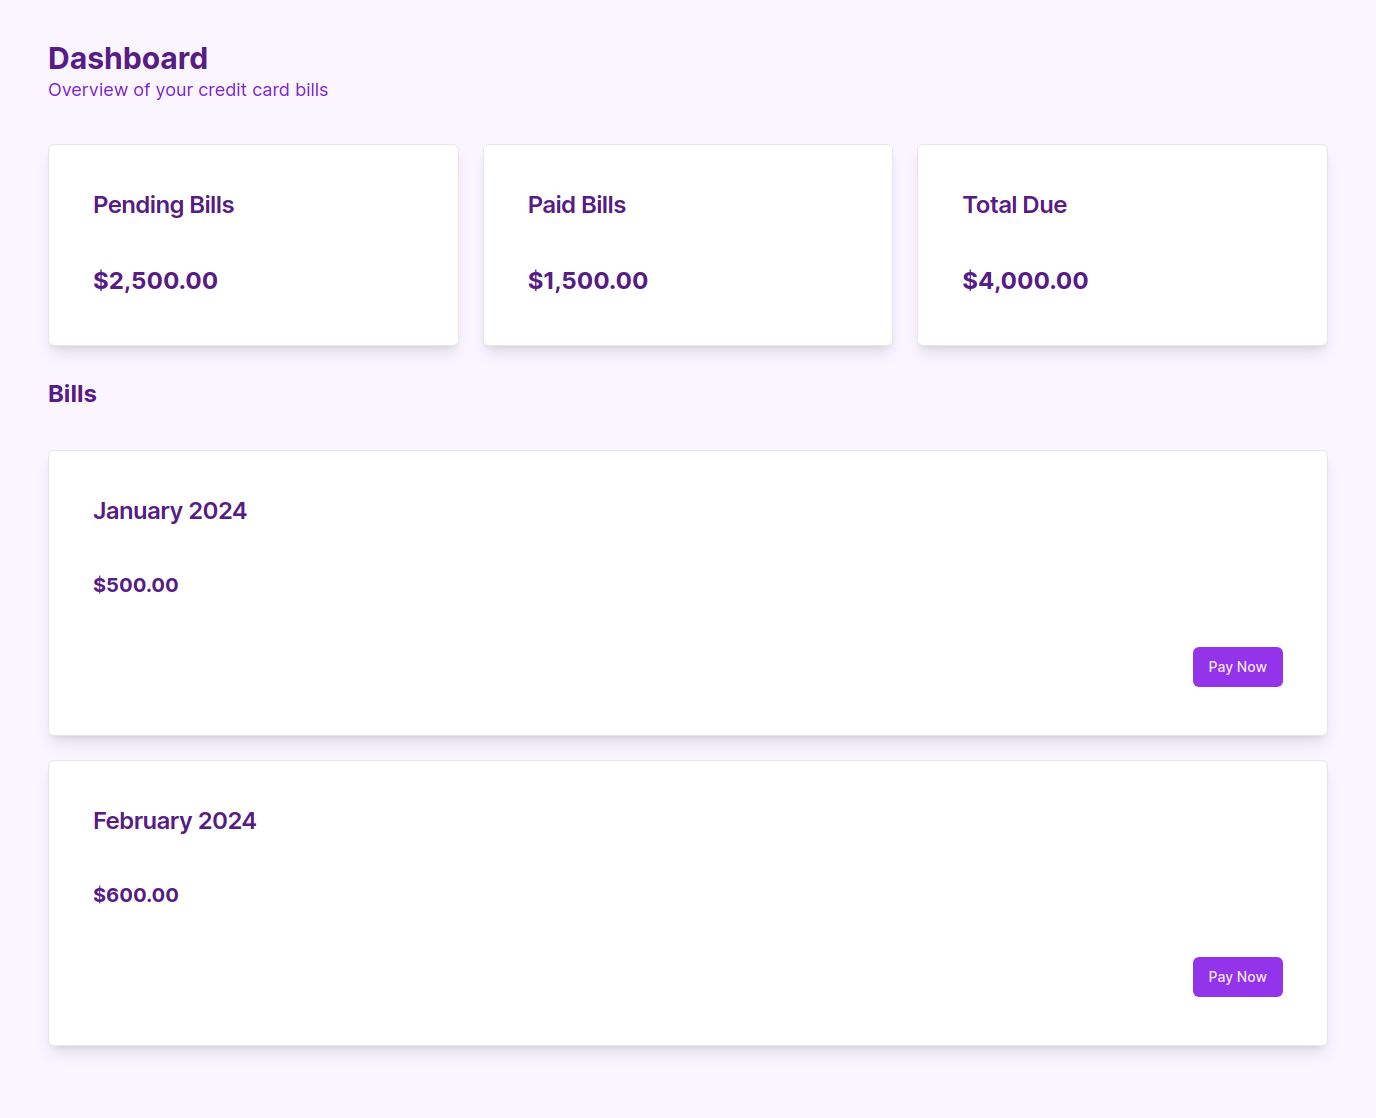 Dashboard
Overview of your credit card bills
Pending Bills
$2,500.00
Paid Bills
$1,500.00
Total Due
$4,000.00
Bills
January 2024
$500.00
Pay Now
February 2024
$600.00
Pay Now